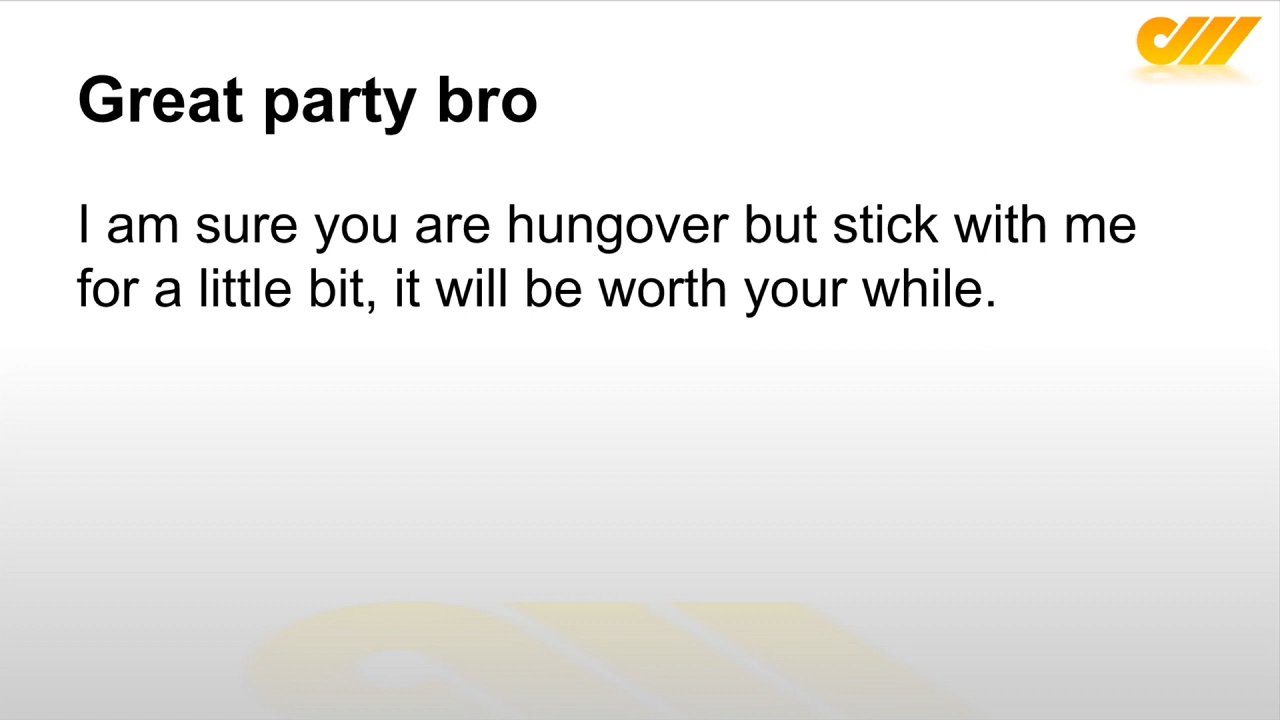 Great party bro
I am sure you are hungover but stick with me
for a little bit, it will be worth your while.